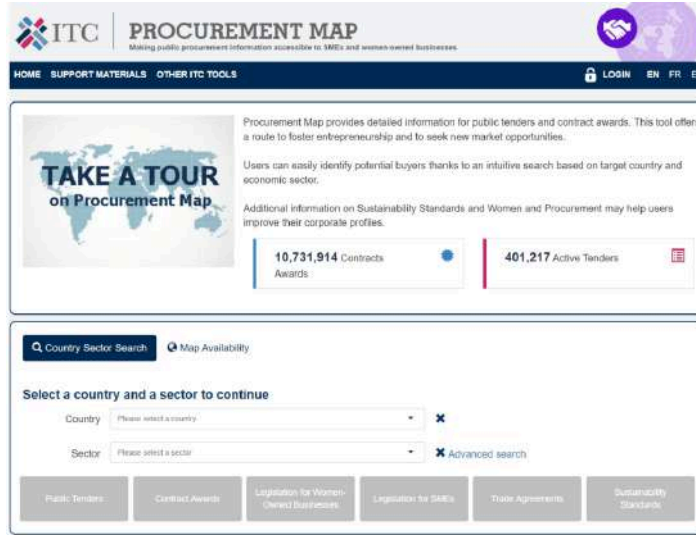 ITC
PROCUREMENT MAP
Making public procurement information accessible to SMEs and women-owned businesses
HOME SUPPORT MATERIALS OTHER ITC TOOLS
LOGIN EN FR E
TAKE A TOUR
on Procurement Map
Procurement Map provides detailed information for public tenders and contract awards. This tool offers
a route to foster entrepreneurship and to seek new market opportunities.
Users can easily identify potential buyers thanks to an intuitive search based on target country and
economic sector.
Additional information on Sustainability Standards and Women and Procurement may help users
improve their corporate profiles.
10,731,914 Contracts
Awards
401,217 Active Tenders
Country Sector Search
Map Availability
Select a country and a sector to continue
Country Please select a country
Sector Please select a sector
Advanced search
Public Tenders
Contract Awards
Legislation for Women-
Owned Businesses
Legislation for SMEs
Trade Agreements
Sustainability
Standards